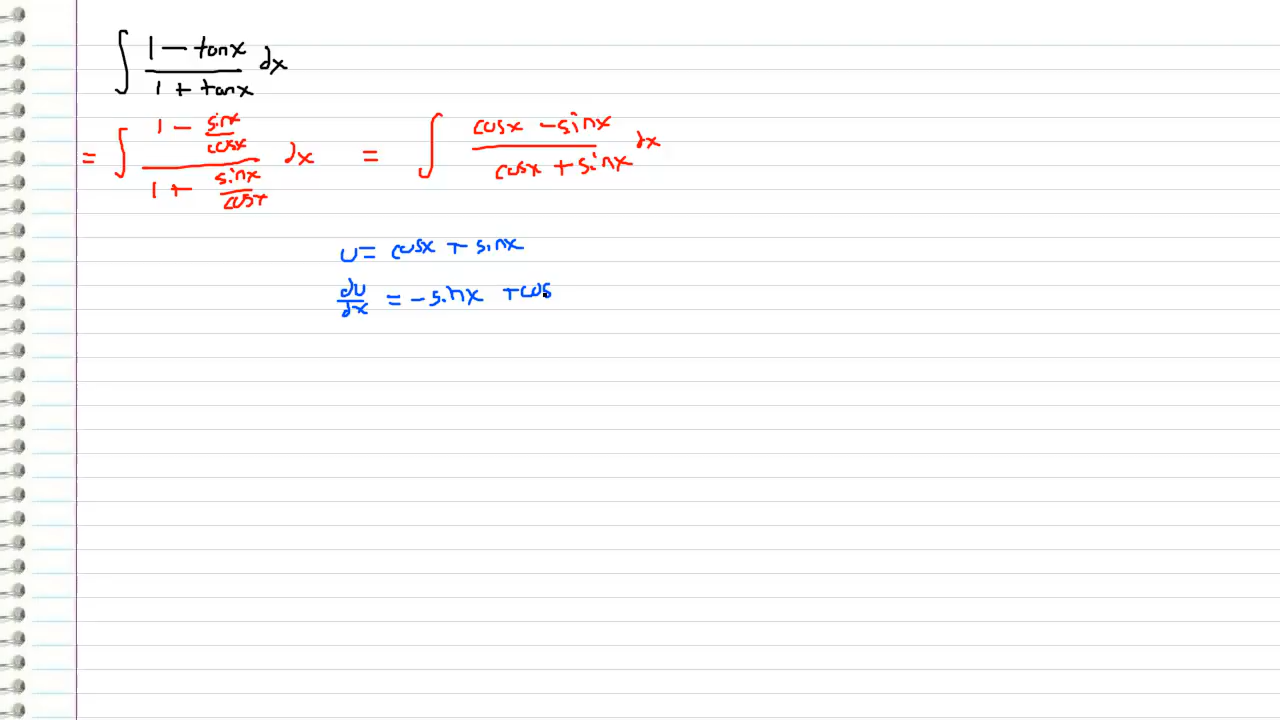 ∫ (1 − tanx)/(1 + tanx) dx
= ∫ (1 − sinx/cosx)/(1 + sinx/cosx) dx = ∫ (cosx − sinx)/(cosx + sinx) dx
u = cosx + sinx
du/dx = −sinx + cos